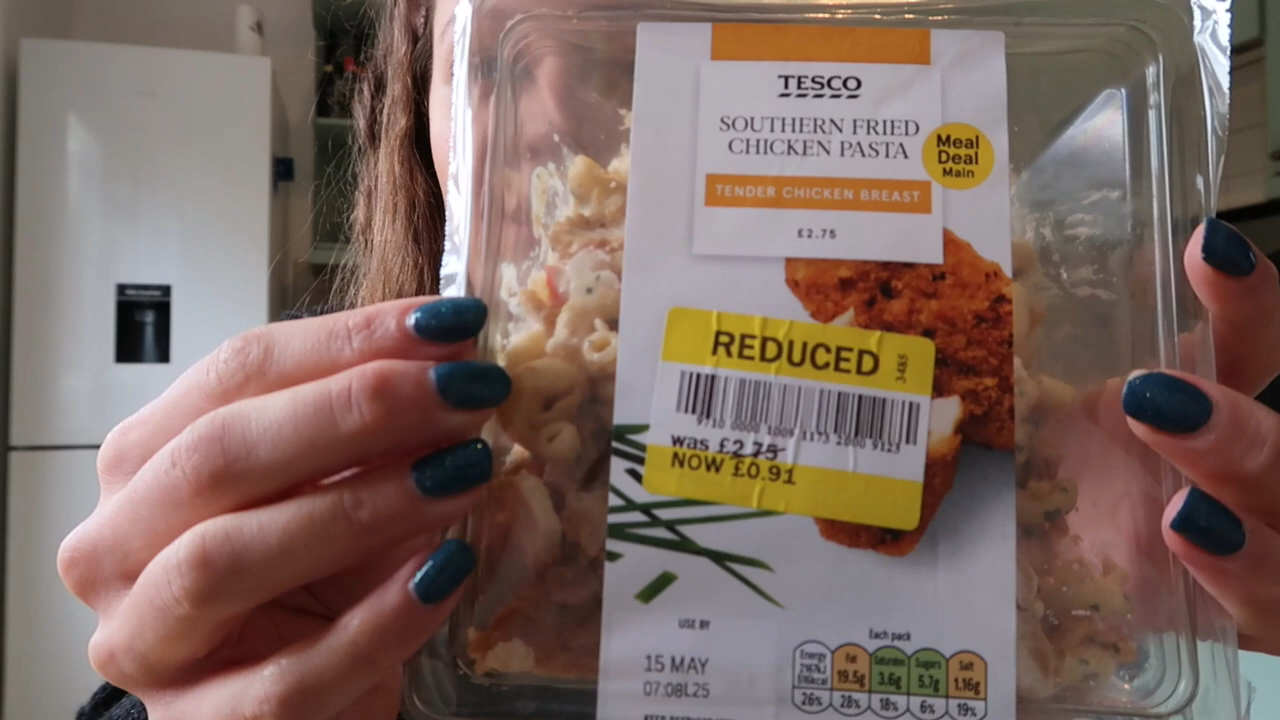 TESCO
SOUTHERN FRIED
CHICKEN PASTA
Meal
Deal
Main
TENDER CHICKEN BREAST
£2.75
REDUCED
3485
was £2.75
NOW £0.91
USE BY
15 MAY
07:08L25
Each pack
Energy Fat Saturates Sugars Salt
19.5g 3.6g 5.7g 1.16g
26% 28% 18% 6% 19%